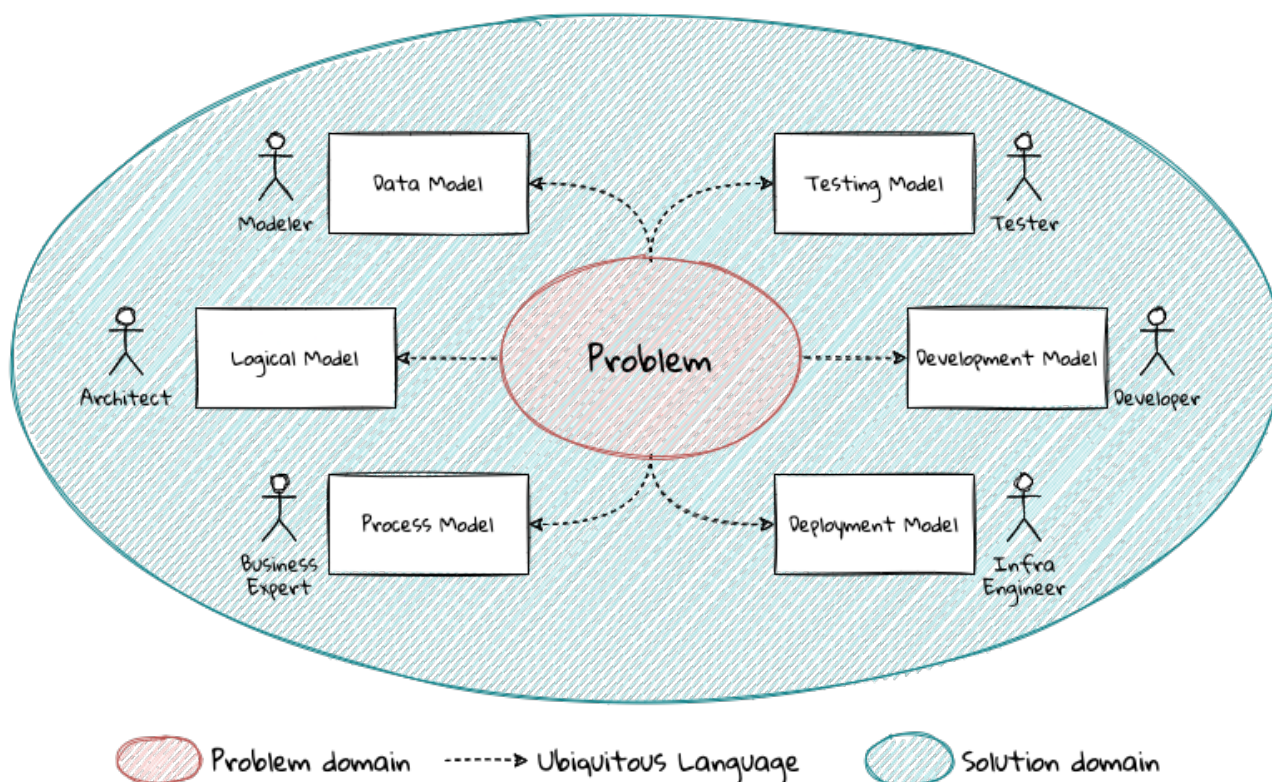 Data Model
Modeler
Testing Model
Tester
Logical Model
Architect
Problem
Development Model
Developer
Process Model
Business
Expert
Deployment Model
Infra
Engineer
Problem domain
Ubiquitous Language
Solution domain